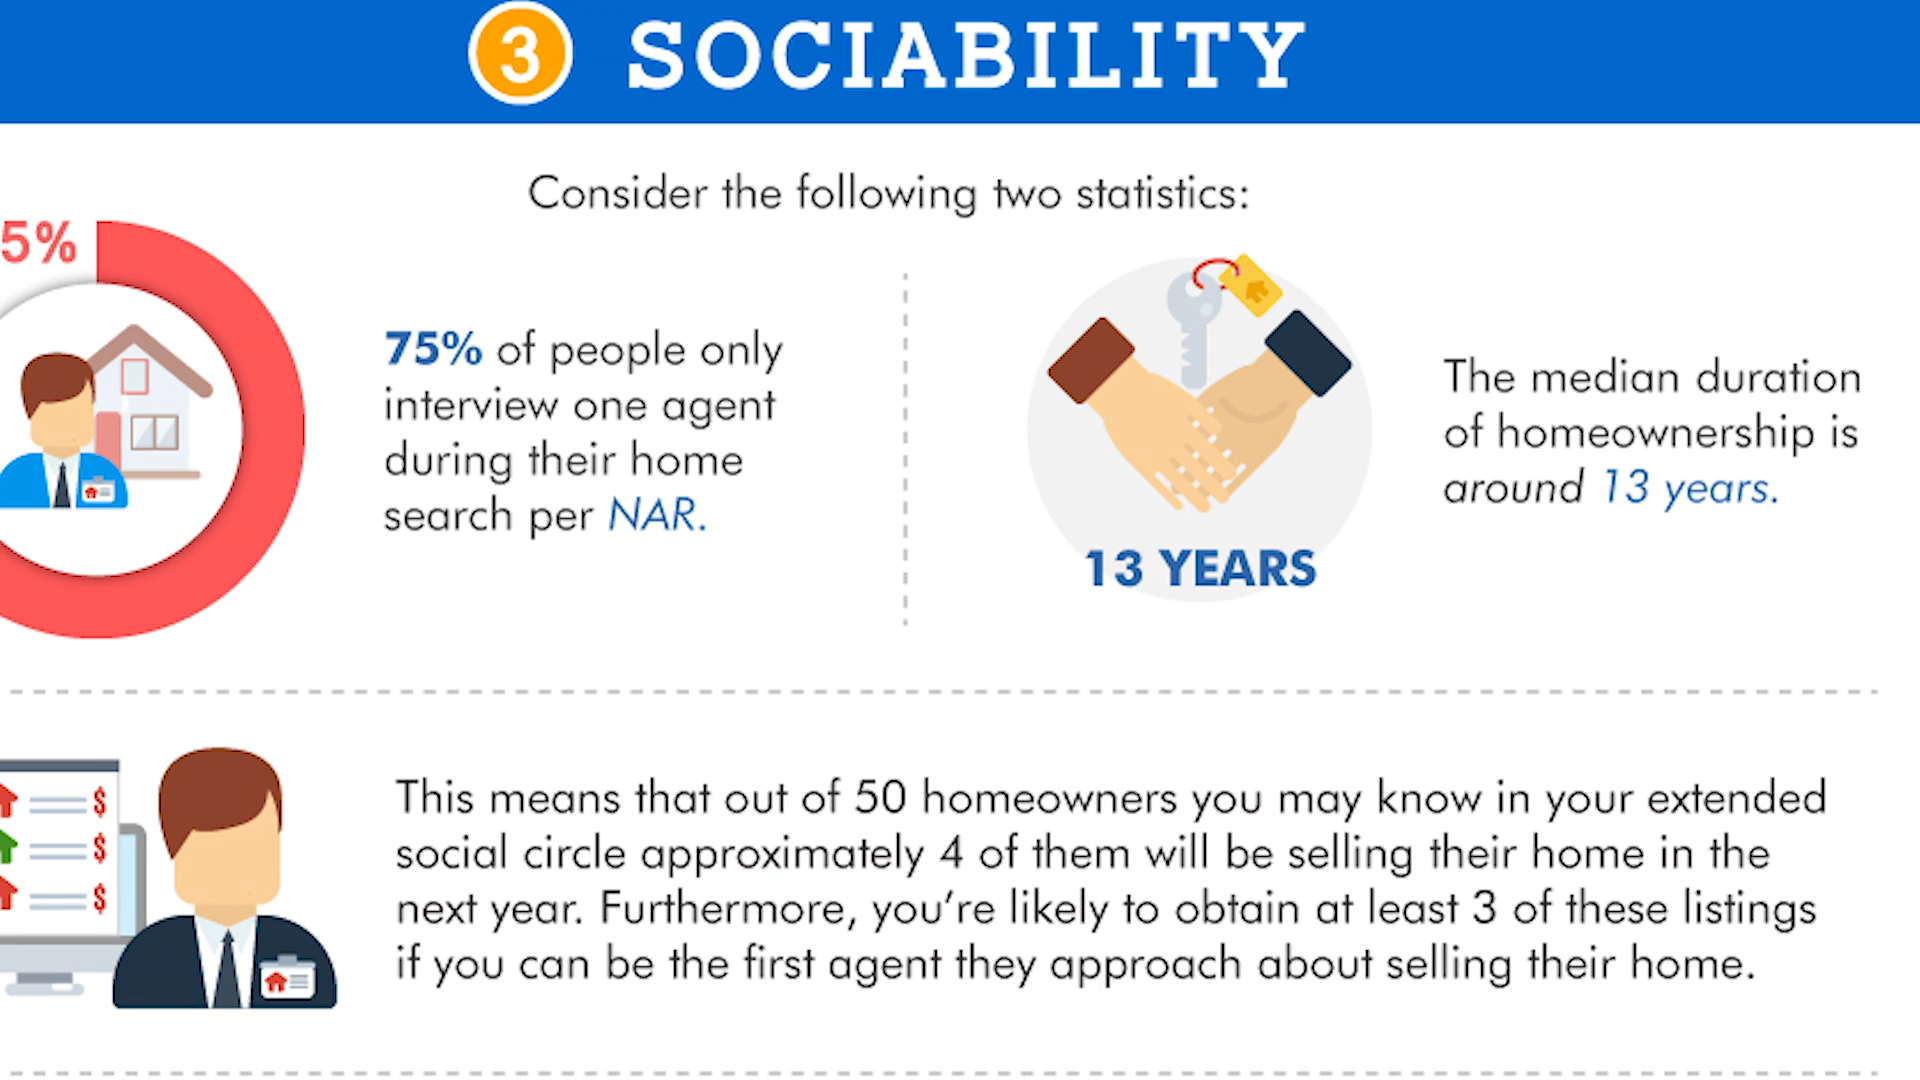 3 SOCIABILITY
Consider the following two statistics:
5%
75% of people only
interview one agent
during their home
search per NAR.
13 YEARS
The median duration
of homeownership is
around 13 years.
$
$
$
This means that out of 50 homeowners you may know in your extended
social circle approximately 4 of them will be selling their home in the
next year. Furthermore, you're likely to obtain at least 3 of these listings
if you can be the first agent they approach about selling their home.